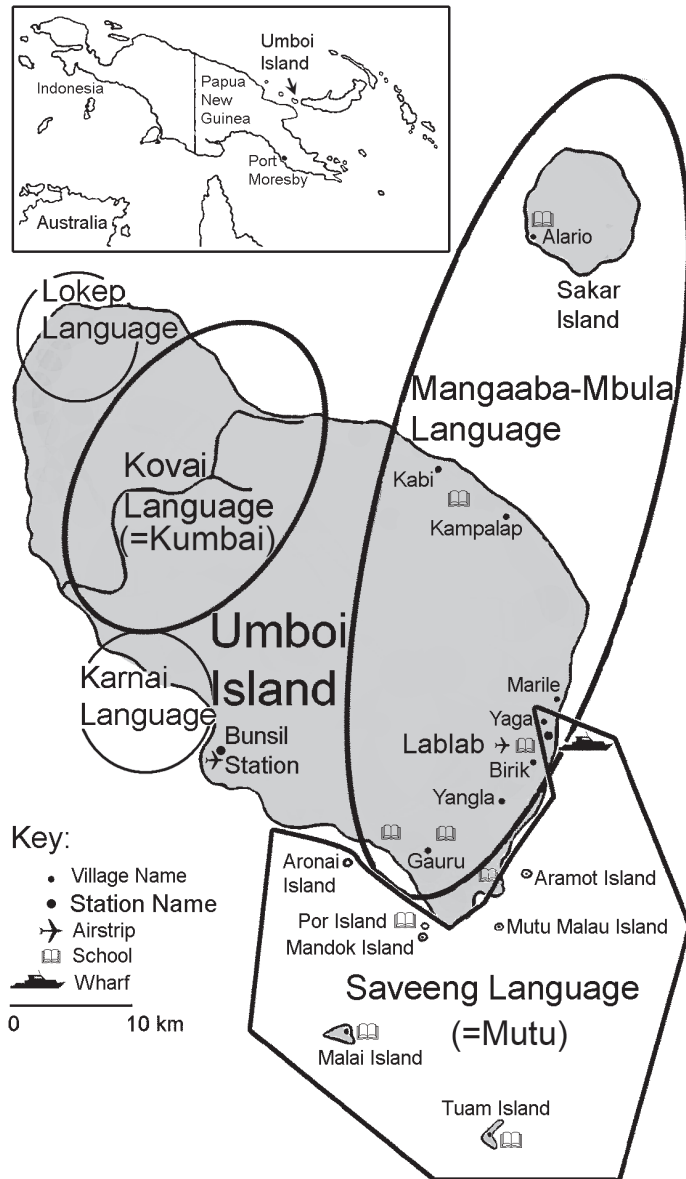 Umboi
Island
Indonesia
Papua
New
Guinea
Port
Moresby
Australia
Alario
Sakar
Island
Lokep
Language
Mangaaba-Mbula
Language
Kovai
Language
(=Kumbai)
Kabi
Kampalap
Umboi
Island
Karnai
Language
Marile
Yaga
Lablab
Birik
Bunsil
Station
Yangla
Gauru
Aronai
Island
Aramot Island
Por Island
Mandok Island
Mutu Malau Island
Saveeng Language
(=Mutu)
Malai Island
Tuam Island
Key:
Village Name
Station Name
Airstrip
School
Wharf
0 10 km